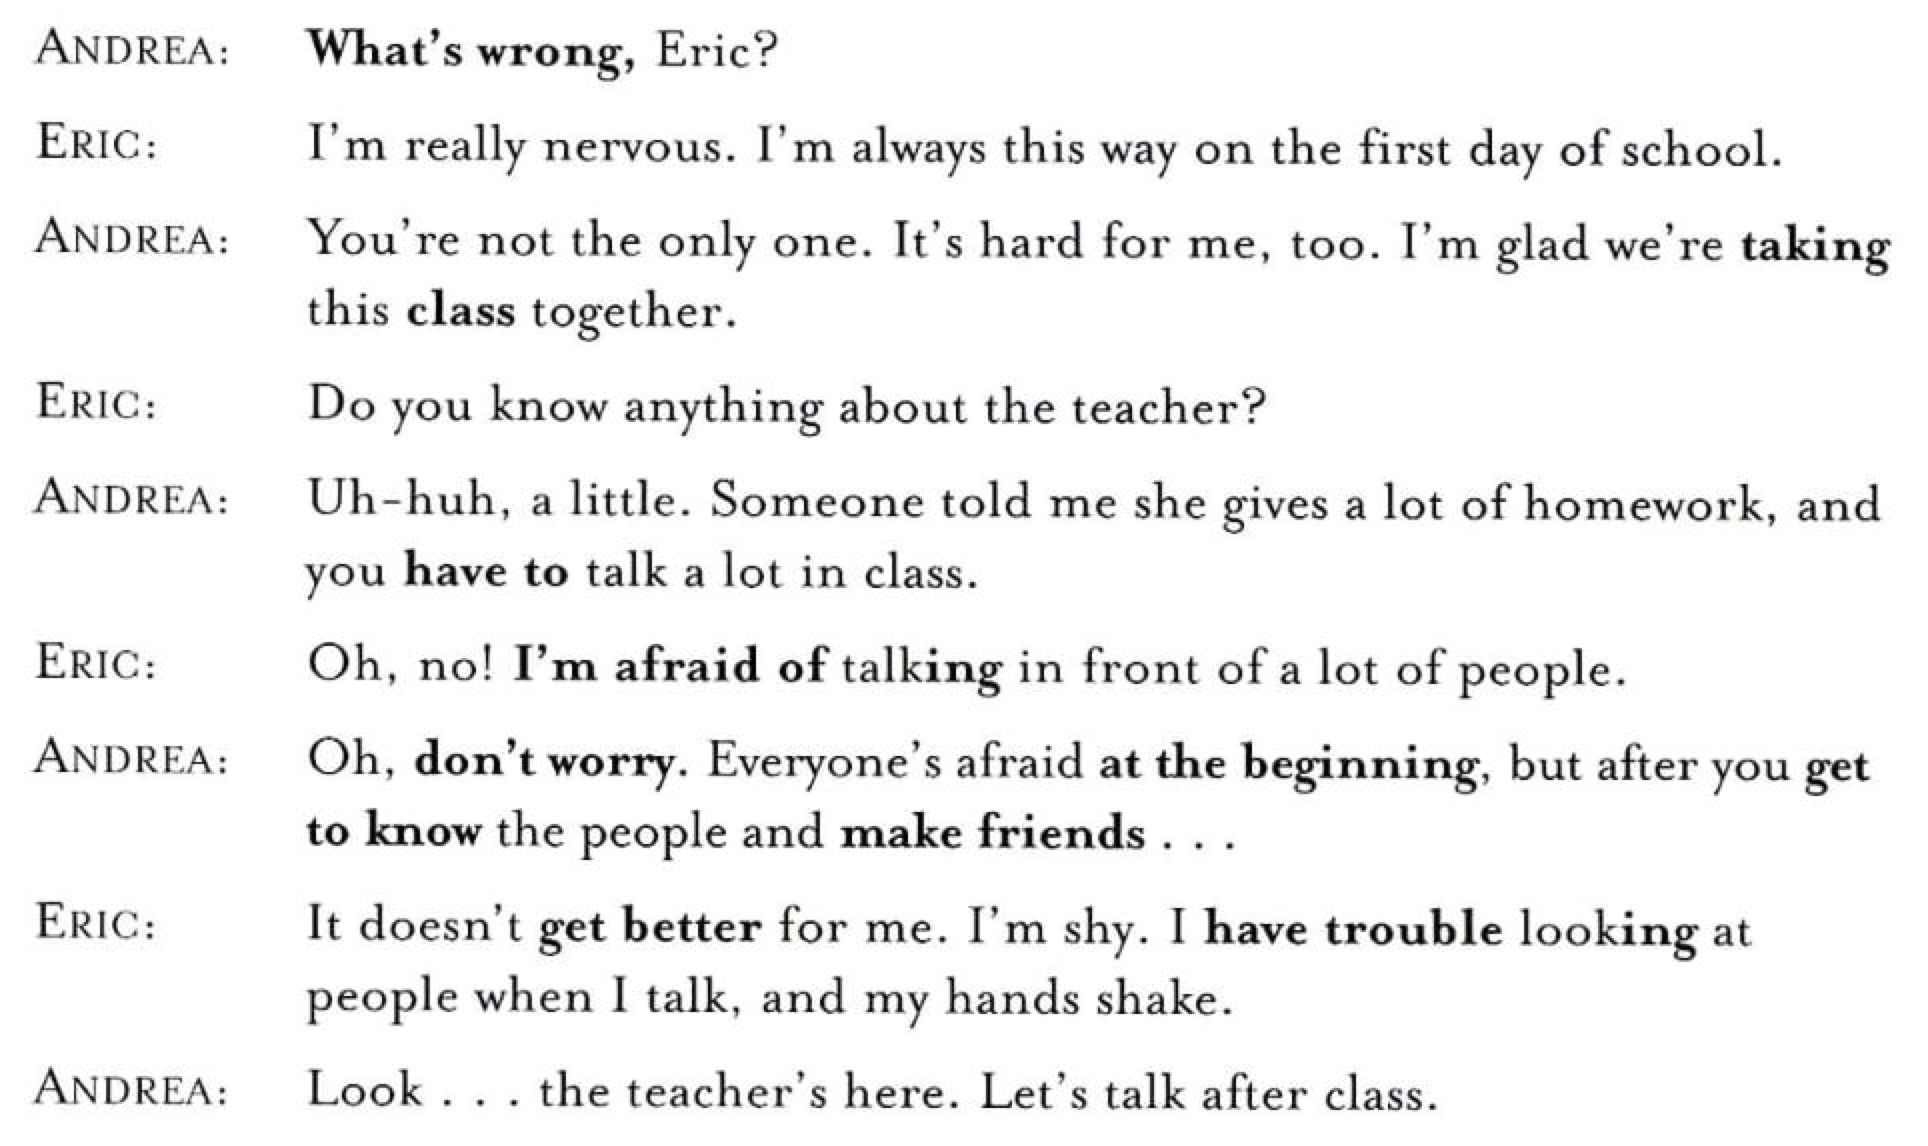 ANDREA: What's wrong, Eric?
ERIC: I'm really nervous. I'm always this way on the first day of school.
ANDREA: You're not the only one. It's hard for me, too. I'm glad we're taking
this class together.
ERIC: Do you know anything about the teacher?
ANDREA: Uh-huh, a little. Someone told me she gives a lot of homework, and
you have to talk a lot in class.
ERIC: Oh, no! I'm afraid of talking in front of a lot of people.
ANDREA: Oh, don't worry. Everyone's afraid at the beginning, but after you get
to know the people and make friends . . .
ERIC: It doesn't get better for me. I'm shy. I have trouble looking at
people when I talk, and my hands shake.
ANDREA: Look . . . the teacher's here. Let's talk after class.